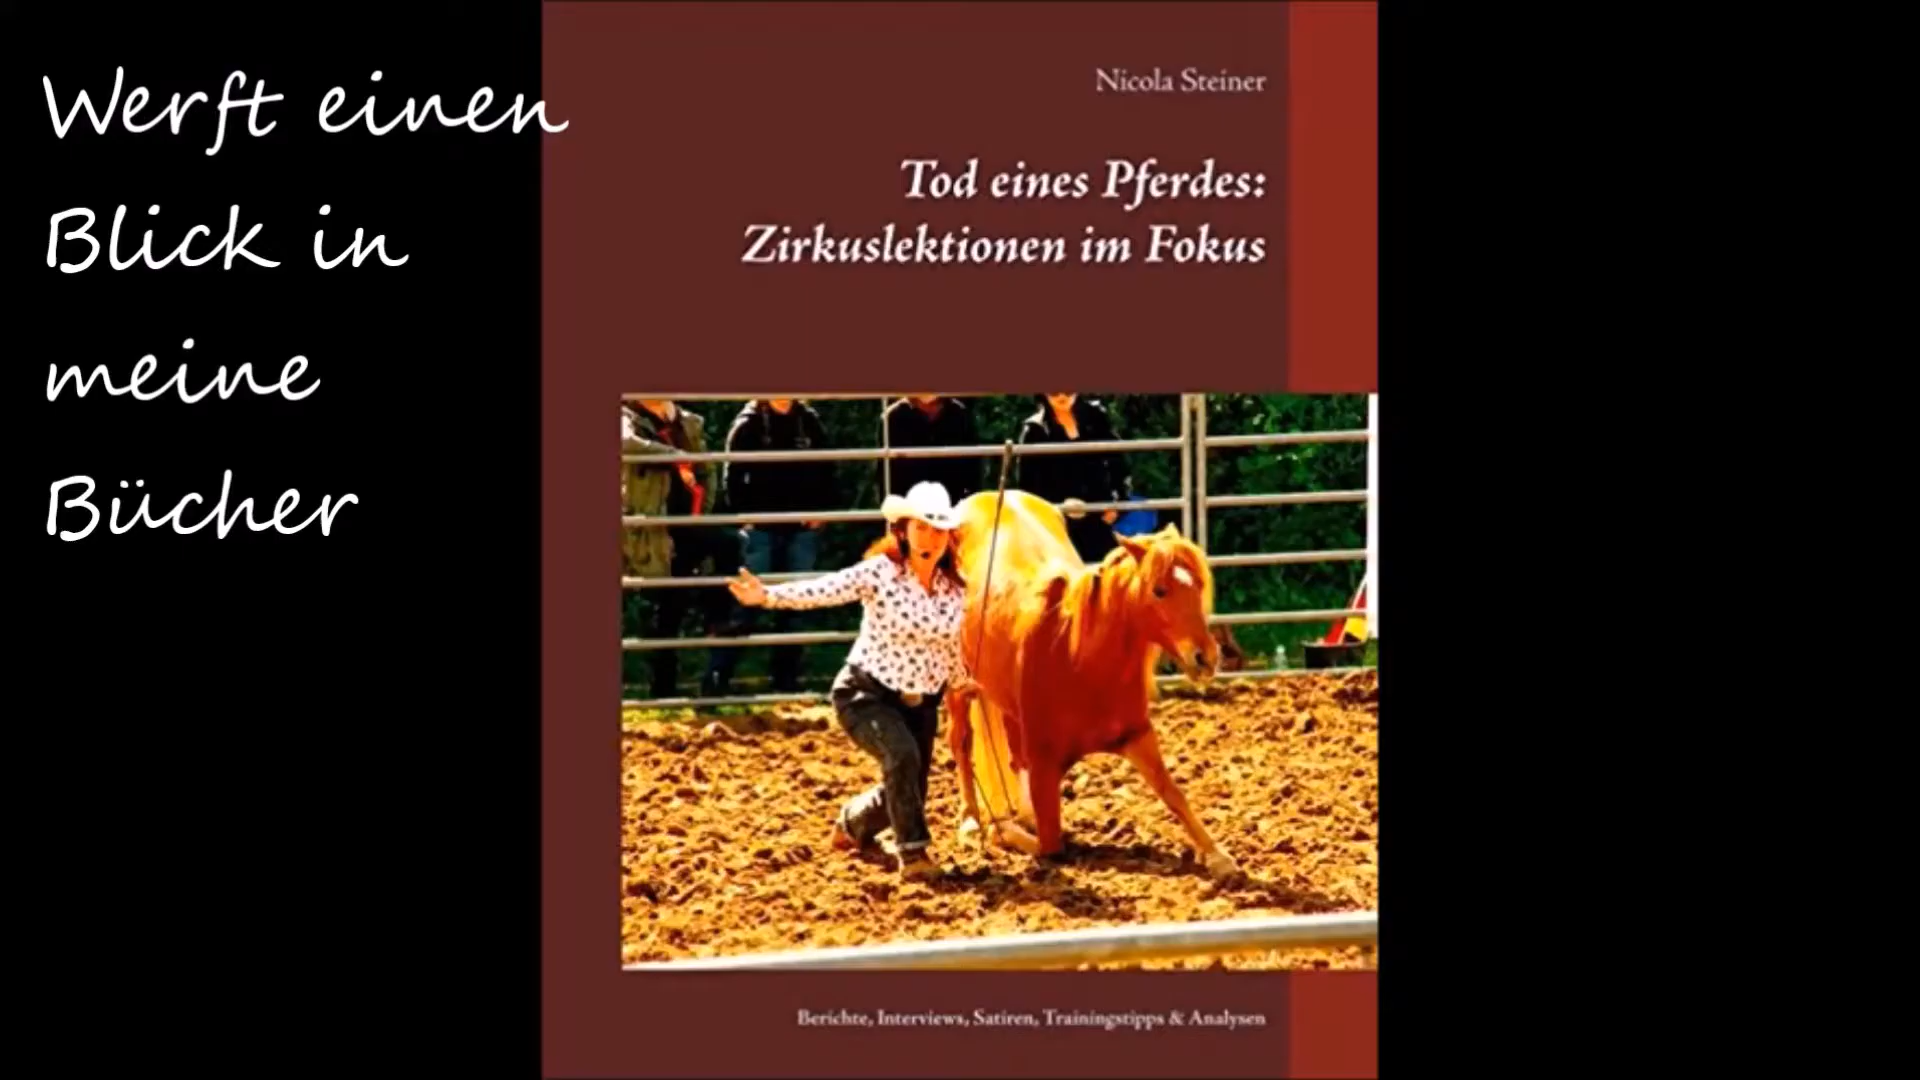 Werft einen
Blick in
meine
Bücher
Nicola Steiner
Tod eines Pferdes:
Zirkuslektionen im Fokus
Berichte, Interviews, Satiren, Trainingstipps & Analysen